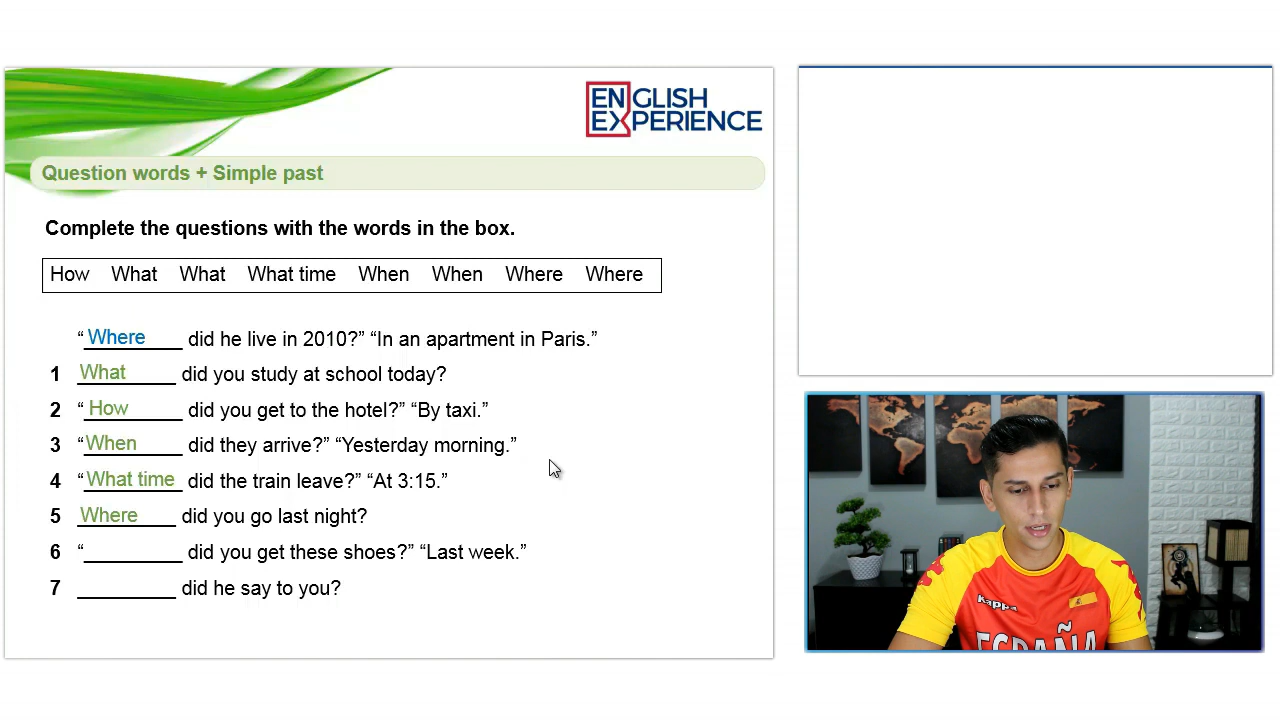 ENGLISH
EXPERIENCE
Question words + Simple past
Complete the questions with the words in the box.
How What What What time When When Where Where
“Where did he live in 2010?” “In an apartment in Paris.”
1 What did you study at school today?
2 “How did you get to the hotel?” “By taxi.”
3 “When did they arrive?” “Yesterday morning.”
4 “What time did the train leave?” “At 3:15.”
5 Where did you go last night?
6 “__________ did you get these shoes?” “Last week.”
7 __________ did he say to you?
Kappa
ESPAÑA